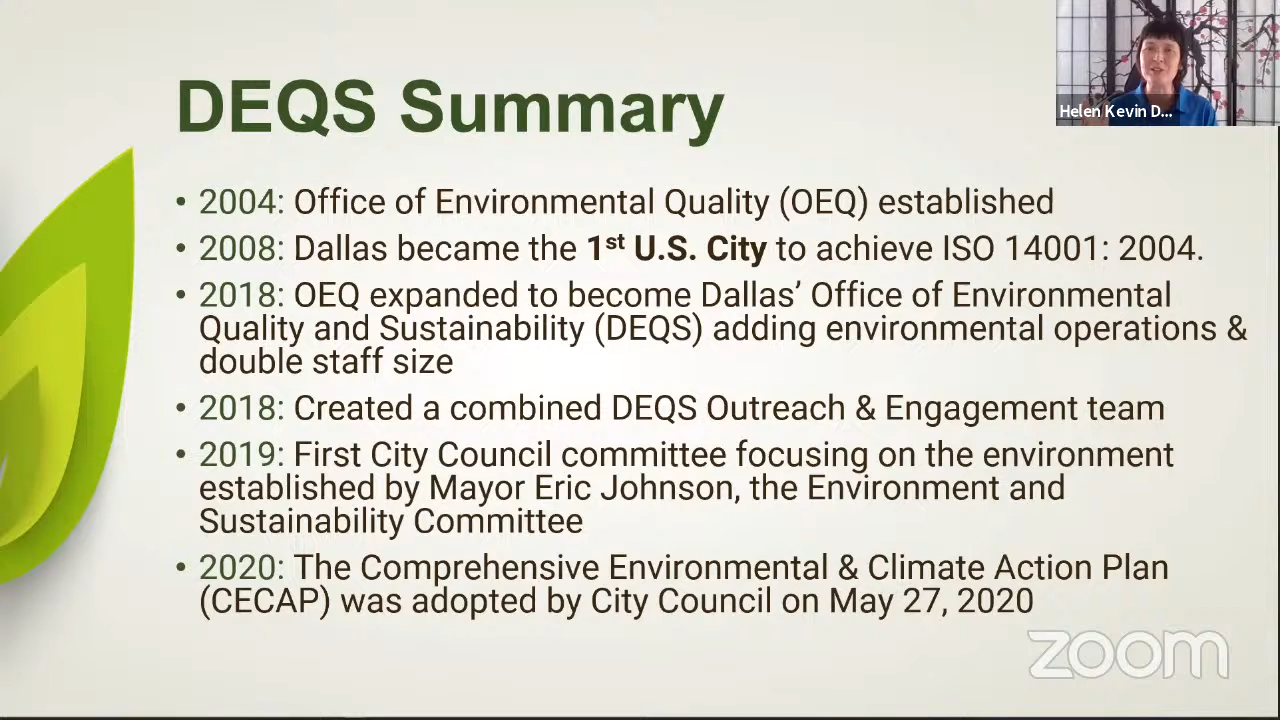 Helen Kevin D...
DEQS Summary
• 2004: Office of Environmental Quality (OEQ) established
• 2008: Dallas became the 1st U.S. City to achieve ISO 14001: 2004.
• 2018: OEQ expanded to become Dallas’ Office of Environmental
Quality and Sustainability (DEQS) adding environmental operations &
double staff size
• 2018: Created a combined DEQS Outreach & Engagement team
• 2019: First City Council committee focusing on the environment
established by Mayor Eric Johnson, the Environment and
Sustainability Committee
• 2020: The Comprehensive Environmental & Climate Action Plan
(CECAP) was adopted by City Council on May 27, 2020
zoom